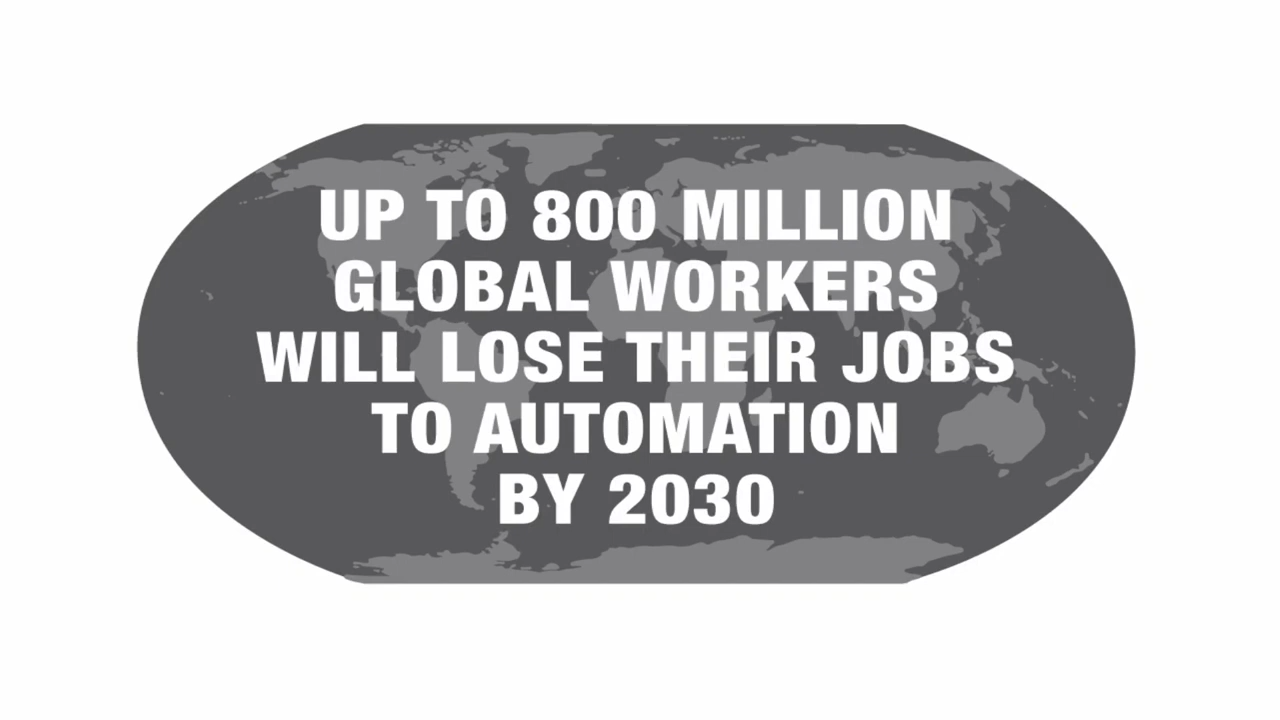 UP TO 800 MILLION
GLOBAL WORKERS
WILL LOSE THEIR JOBS
TO AUTOMATION
BY 2030